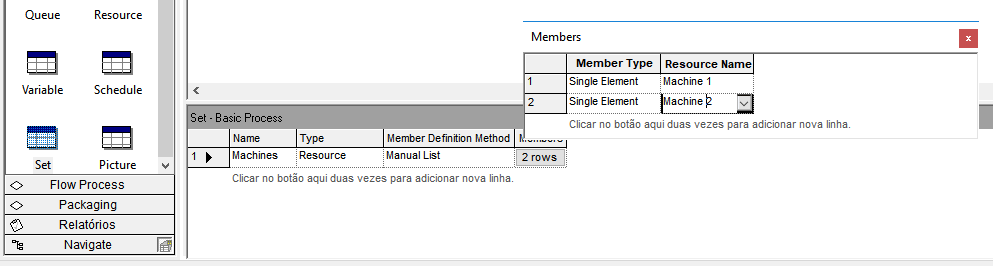 Queue Resource
Variable Schedule
Set Picture
Flow Process
Packaging
Relatórios
Navigate
Members
x
Member Type Resource Name
1 Single Element Machine 1
2 Single Element Machine 2
Clicar no botão aqui duas vezes para adicionar nova linha.
Set - Basic Process
Name Type Member Definition Method Members
1 Machines Resource Manual List 2 rows
Clicar no botão aqui duas vezes para adicionar nova linha.